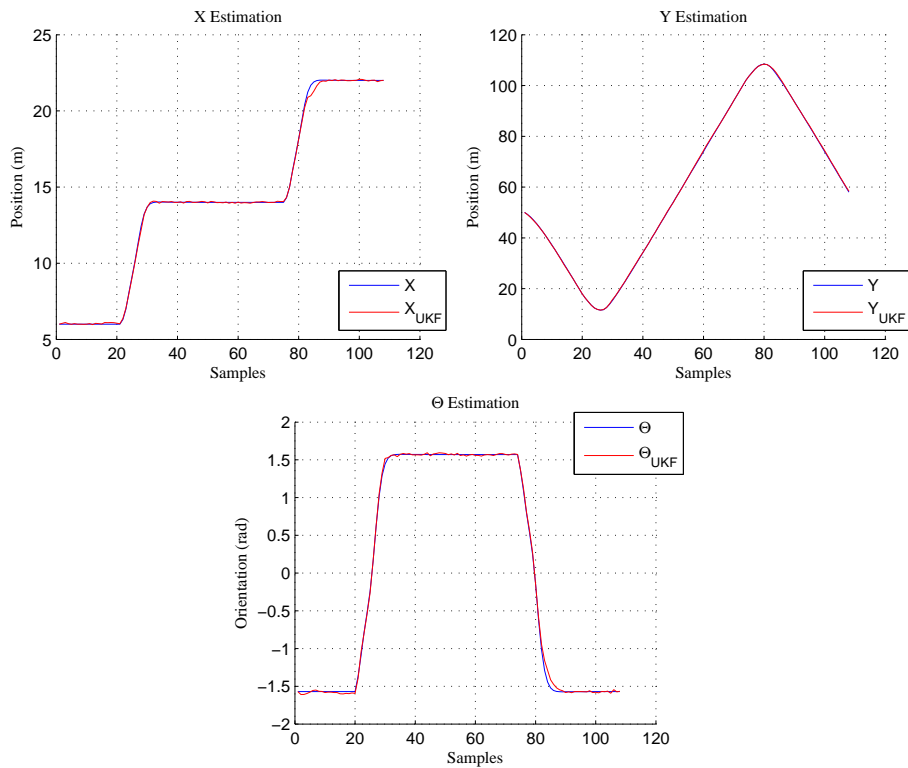 X Estimation
25
20
15
10
5
0 20 40 60 80 100 120
Position (m)
Samples
X
X_UKF
Y Estimation
120
100
80
60
40
20
0
0 20 40 60 80 100 120
Position (m)
Samples
Y
Y_UKF
Θ Estimation
2
1.5
1
0.5
0
−0.5
−1
−1.5
−2
0 20 40 60 80 100 120
Orientation (rad)
Samples
Θ
Θ_UKF